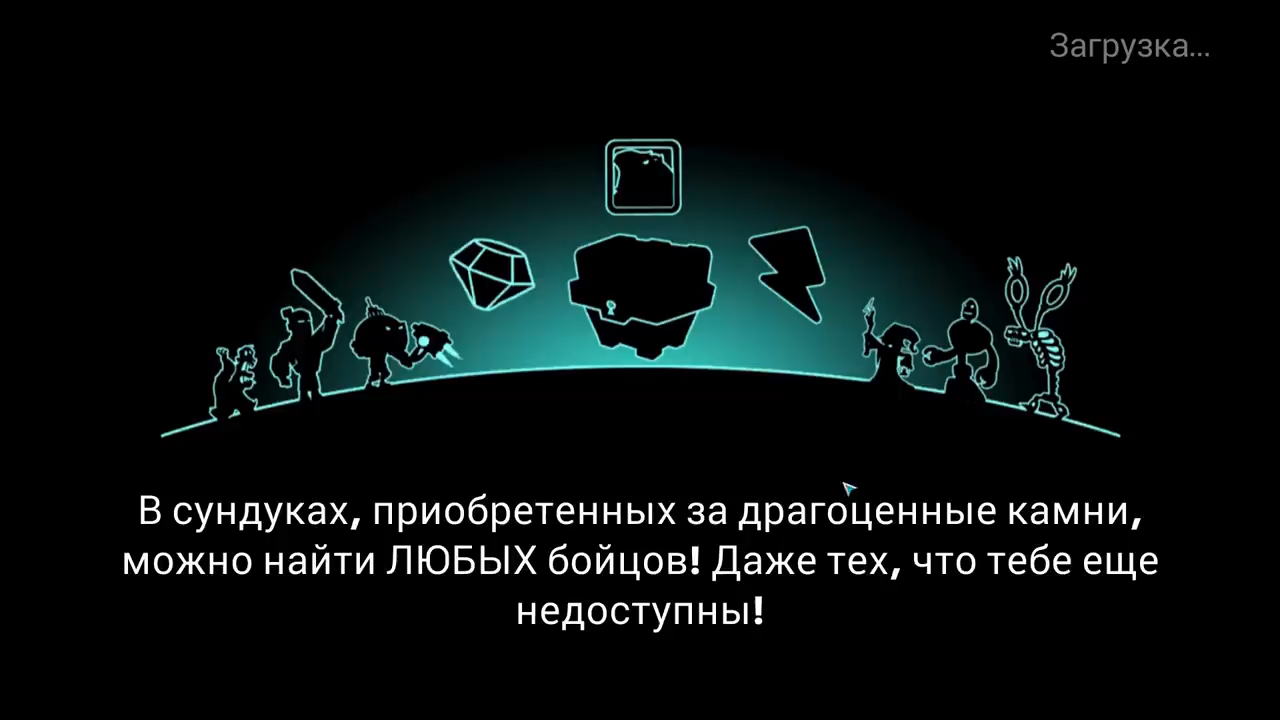 Загрузка...
В сундуках, приобретенных за драгоценные камни,
можно найти ЛЮБЫХ бойцов! Даже тех, что тебе еще
недоступны!